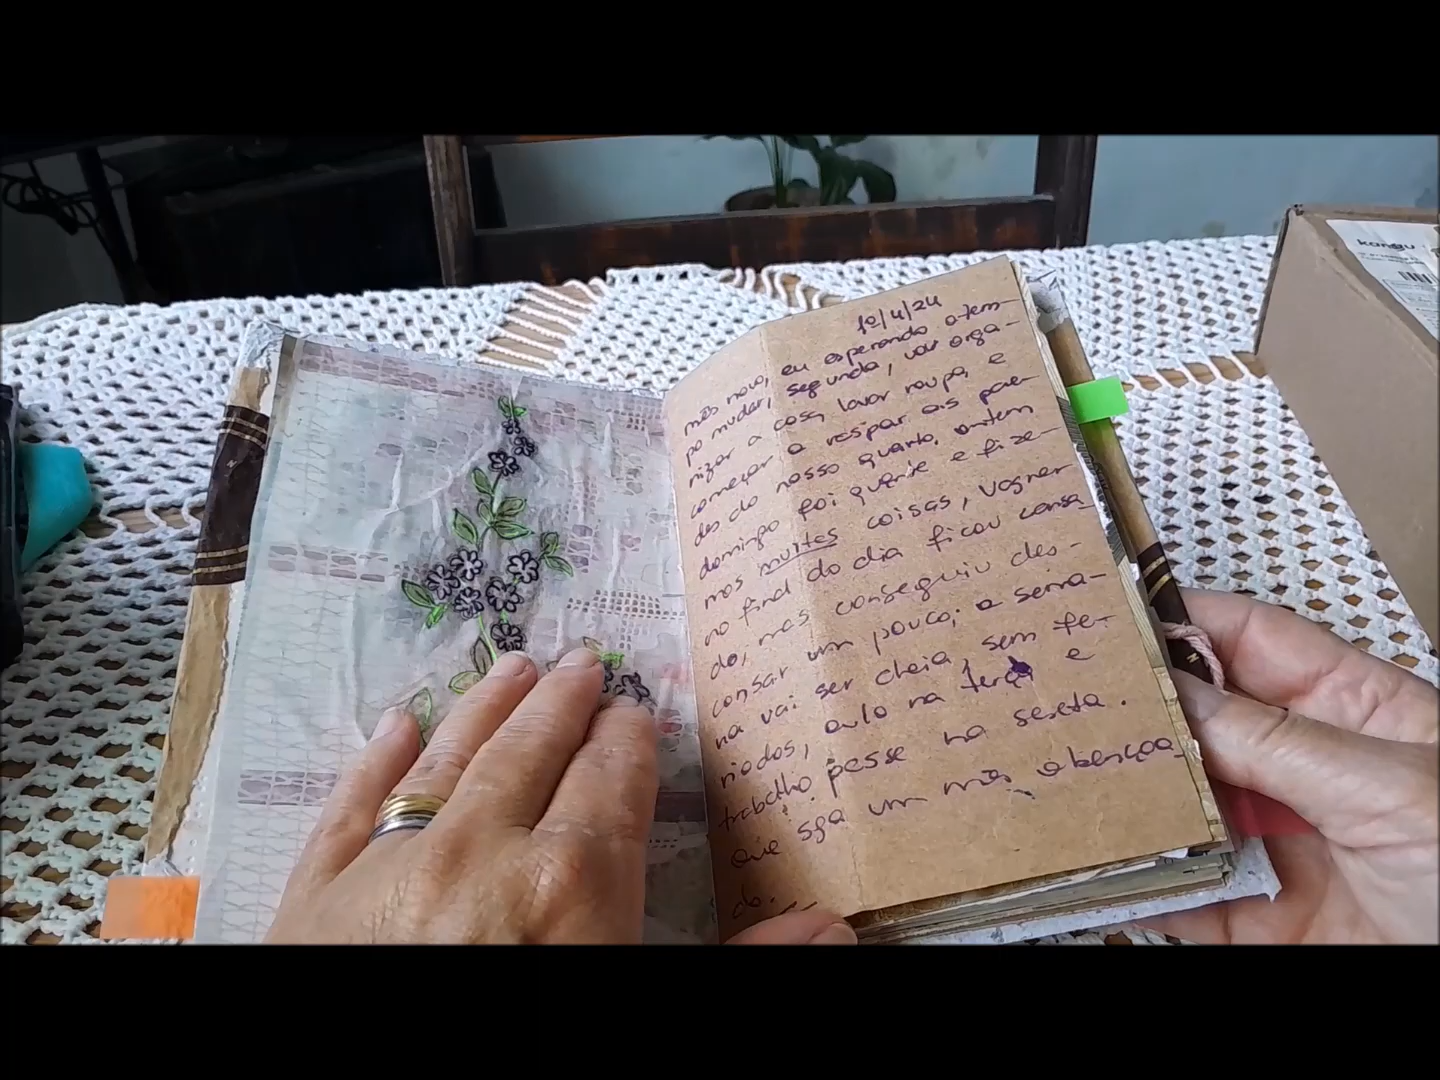 1º/4/24
mês novo, eu esperando o tem-
po mudar, segunda, vou orga-
nizar a casa, lavar roupa, e
começar a raspar as pare-
des do nosso quarto. ontem
domingo foi quente e fize-
mos muitas coisas, Vagner
no final do dia ficou cansa-
do, mas conseguiu des-
cansar um pouco; a sema-
na vai ser cheia, sem fe-
riados, aula na terça e
trabalho pesse na sexta.
que seja um mês abençoa-
do.
kangu